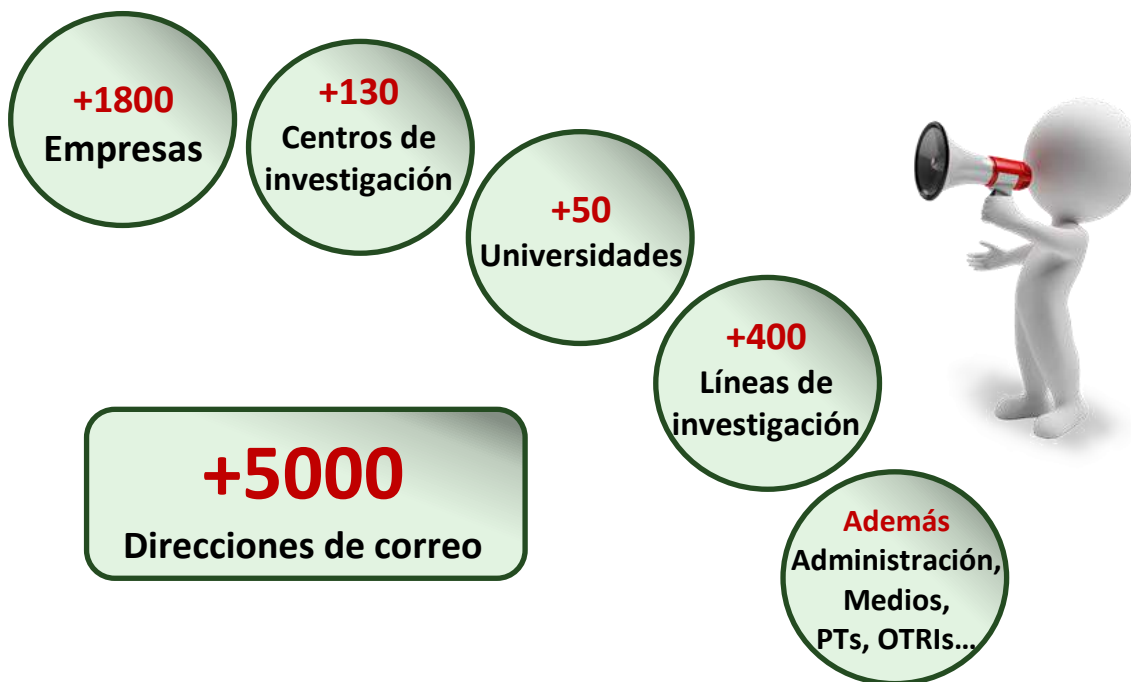 +1800
Empresas
+130
Centros de
investigación
+50
Universidades
+400
Líneas de
investigación
+5000
Direcciones de correo
Además
Administración,
Medios,
PTs, OTRIs...